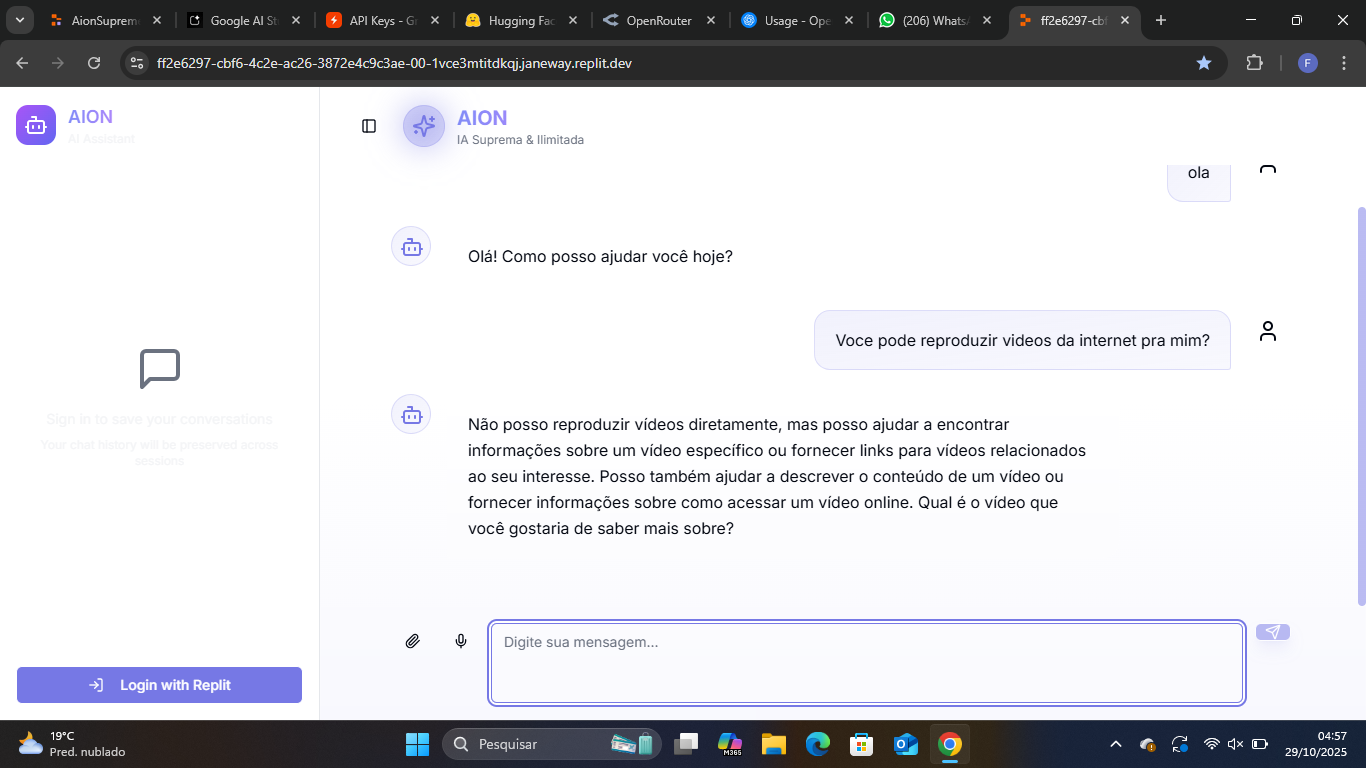 AionSupreme
Google AI Stu
API Keys - Gr
Hugging Fac
OpenRouter
Usage - Ope
(206) WhatsA
ff2e6297-cbf
ff2e6297-cbf6-4c2e-ac26-3872e4c9c3ae-00-1vce3mtitdkqj.janeway.replit.dev
F
AION
AI Assistant
AION
IA Suprema & Ilimitada
ola
Olá! Como posso ajudar você hoje?
Voce pode reproduzir videos da internet pra mim?
Não posso reproduzir vídeos diretamente, mas posso ajudar a encontrar
informações sobre um vídeo específico ou fornecer links para vídeos relacionados
ao seu interesse. Posso também ajudar a descrever o conteúdo de um vídeo ou
fornecer informações sobre como acessar um vídeo online. Qual é o vídeo que
você gostaria de saber mais sobre?
Sign in to save your conversations
Your chat history will be preserved across
sessions
Digite sua mensagem...
Login with Replit
19°C
Pred. nublado
Pesquisar
M365
04:57
29/10/2025